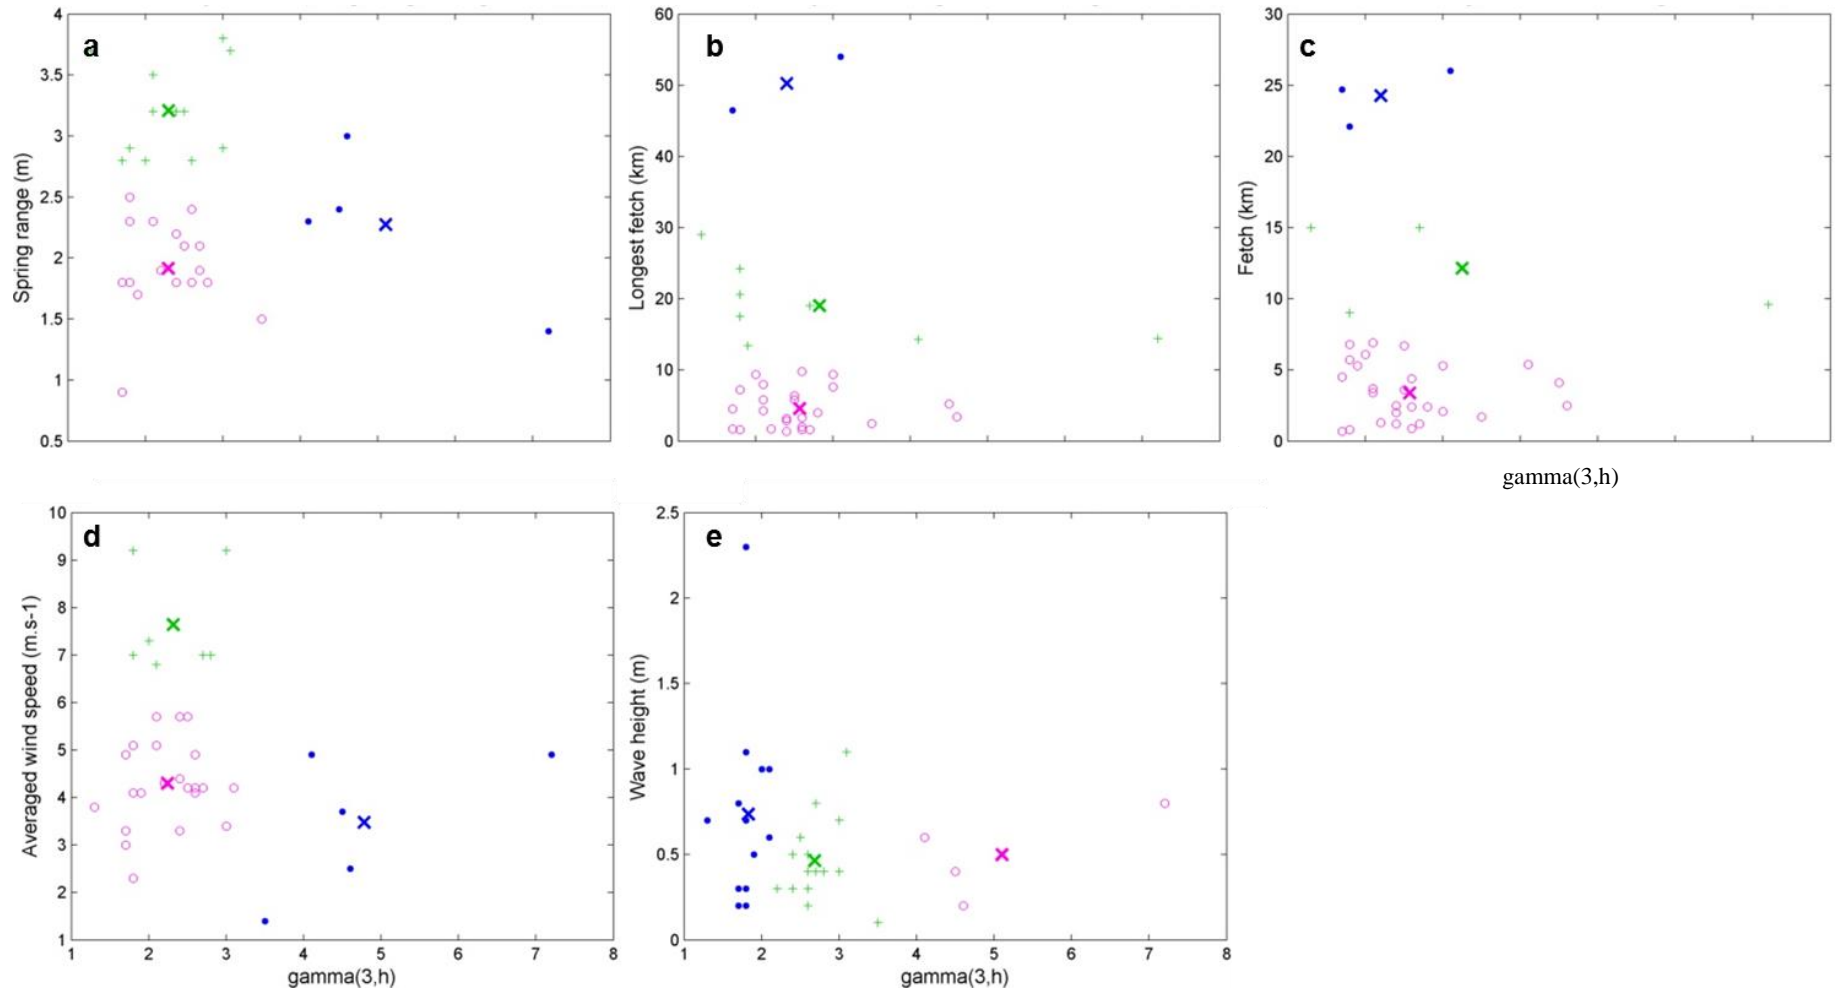 a
4
3.5
3
2.5
2
1.5
1
0.5
Spring range (m)
b
60
50
40
30
20
10
0
Longest fetch (km)
c
30
25
20
15
10
5
0
Fetch (km)
gamma(3,h)
d
10
9
8
7
6
5
4
3
2
1
Averaged wind speed (m.s-1)
1 2 3 4 5 6 7 8
gamma(3,h)
e
2.5
2
1.5
1
0.5
0
Wave height (m)
1 2 3 4 5 6 7 8
gamma(3,h)